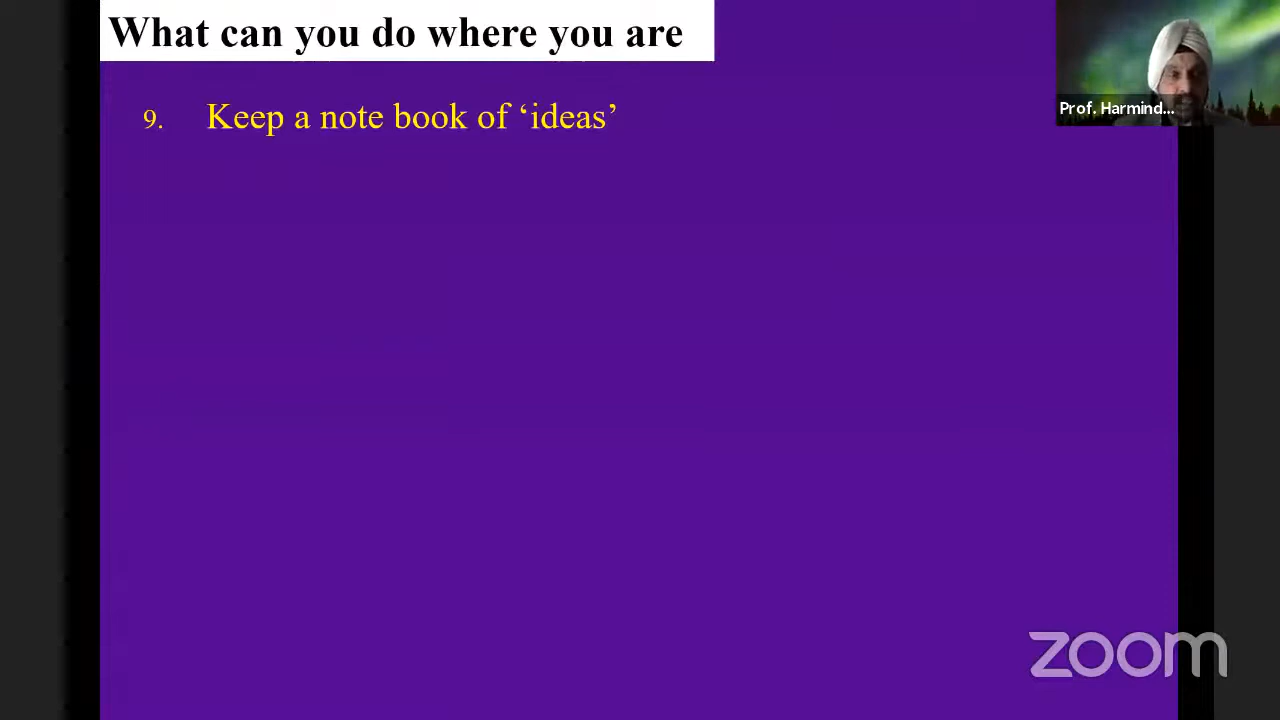 What can you do where you are
9. Keep a note book of ‘ideas’
Prof. Harmind...
zoom